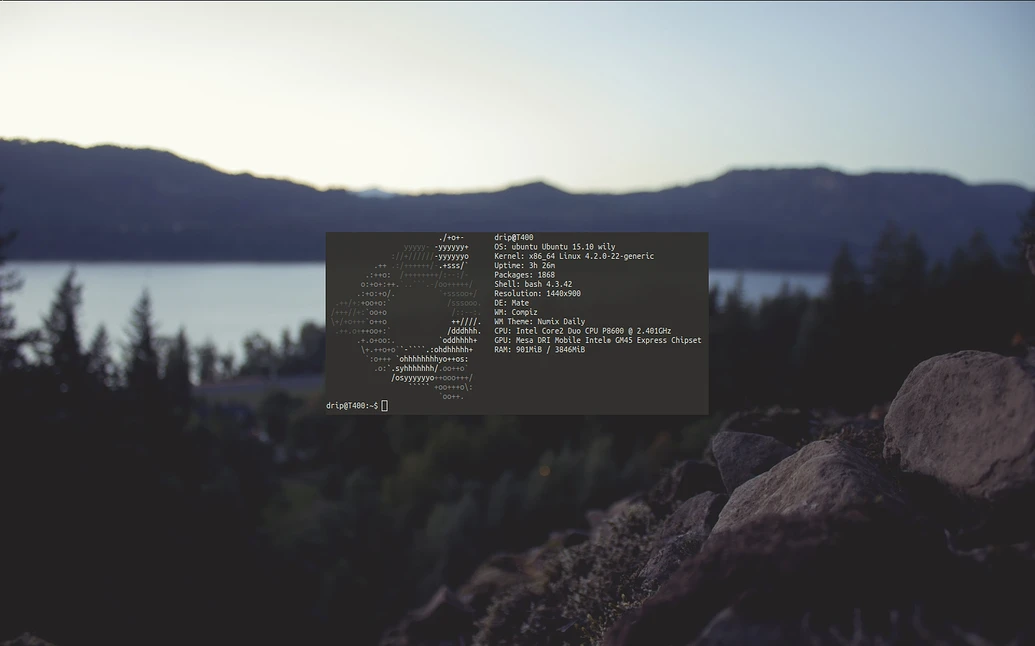 drip@T400
OS: ubuntu Ubuntu 15.10 wily
Kernel: x86_64 Linux 4.2.0-22-generic
Uptime: 3h 26m
Packages: 1868
Shell: bash 4.3.42
Resolution: 1440x900
DE: Mate
WM: Compiz
WM Theme: Numix Daily
CPU: Intel Core2 Duo CPU P8600 @ 2.401GHz
GPU: Mesa DRI Mobile Intel® GM45 Express Chipset
RAM: 901MiB / 3846MiB
drip@T400:~$